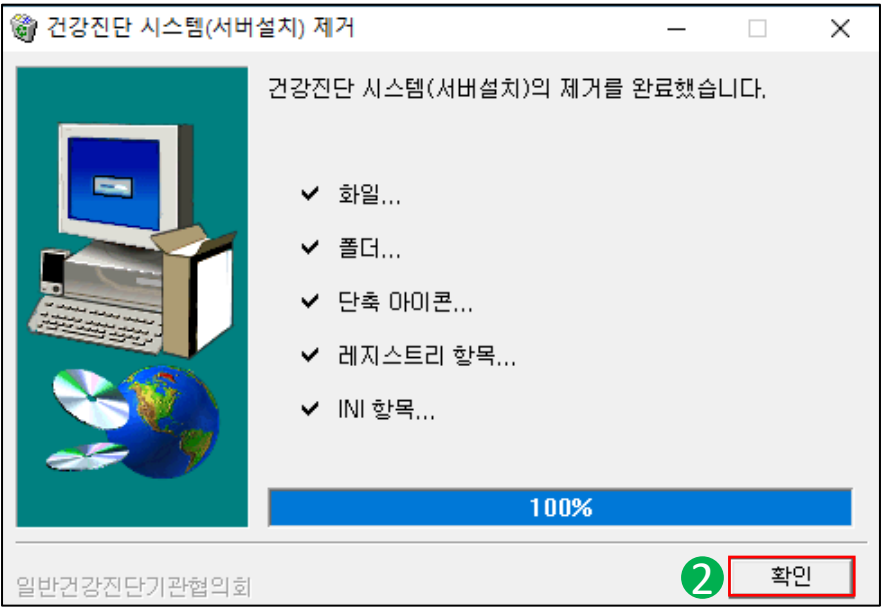 건강진단 시스템(서버설치) 제거
건강진단 시스템(서버설치)의 제거를 완료했습니다.
✔ 화일...
✔ 폴더...
✔ 단축 아이콘...
✔ 레지스트리 항목...
✔ INI 항목...
100%
일반건강진단기관협의회
2 확인